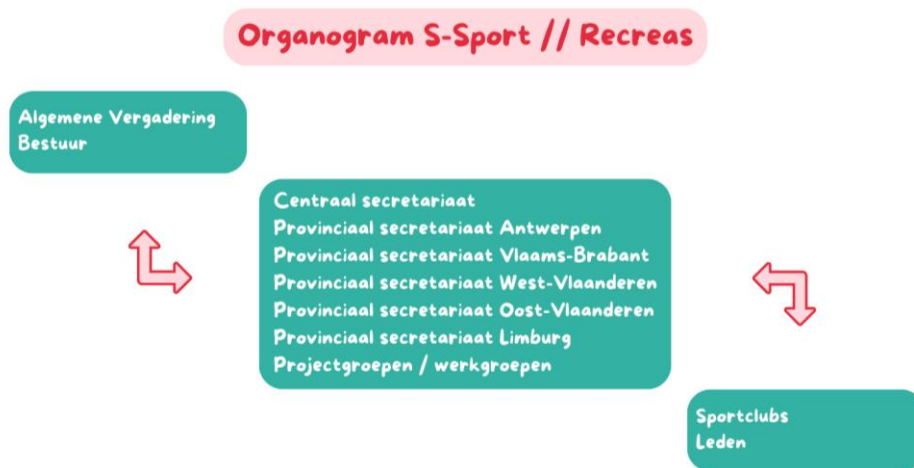 Organogram S-Sport // Recreas
Algemene Vergadering
Bestuur
Centraal secretariaat
Provinciaal secretariaat Antwerpen
Provinciaal secretariaat Vlaams-Brabant
Provinciaal secretariaat West-Vlaanderen
Provinciaal secretariaat Oost-Vlaanderen
Provinciaal secretariaat Limburg
Projectgroepen / werkgroepen
Sportclubs
Leden